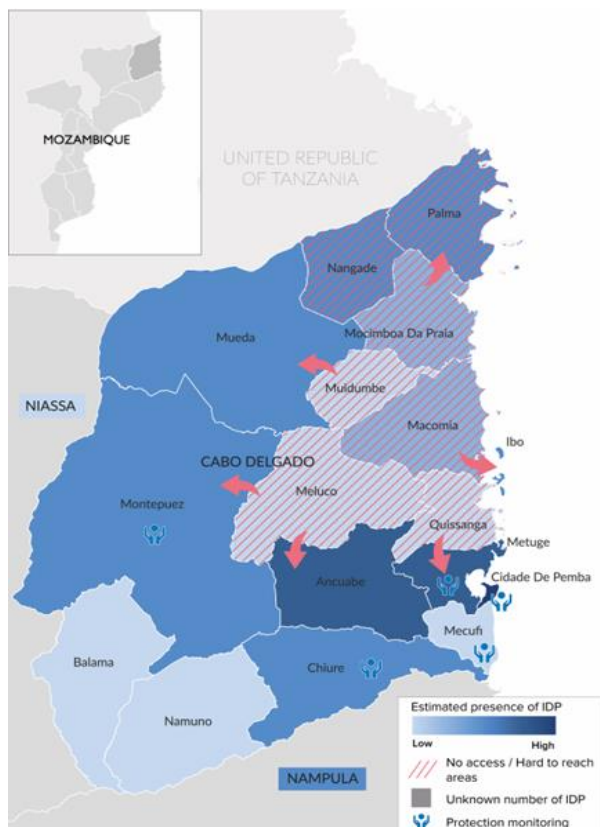 MOZAMBIQUE
UNITED REPUBLIC
OF TANZANIA
Palma
Nangade
Mocimboa Da Praia
Mueda
Muidumbe
NIASSA
Macomia
Ibo
CABO DELGADO
Meluco
Montepuez
Quissanga
Metuge
Cidade De Pemba
Ancuabe
Mecufi
Balama
Chiure
Namuno
NAMPULA
Estimated presence of IDP
Low
High
No access / Hard to reach
areas
Unknown number of IDP
Protection monitoring